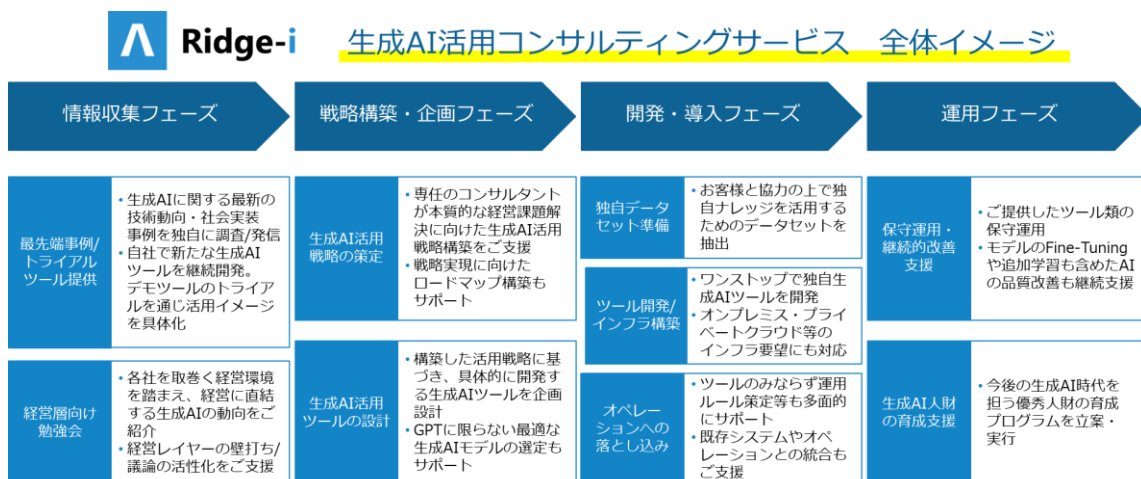 Ridge-i 生成AI活用コンサルティングサービス 全体イメージ
情報収集フェーズ
戦略構築・企画フェーズ
開発・導入フェーズ
運用フェーズ
最先端事例/
トライアル
ツール提供
・生成AIに関する最新の
技術動向・社会実装
事例を独自に調査/発信
・自社で新たな生成AI
ツールを継続開発。
デモツールのトライア
ルを通じ活用イメージ
を具体化
経営層向け
勉強会
・各社を取巻く経営環境
を踏まえ、経営に直結
する生成AIの動向をご
紹介
・経営レイヤーの壁打ち/
議論の活性化をご支援
生成AI活用
戦略の策定
・専任のコンサルタント
が本質的な経営課題解
決に向けた生成AI活用
戦略構築をご支援
・戦略実現に向けた
ロードマップ構築も
サポート
生成AI活用
ツールの設計
・構築した活用戦略に基
づき、具体的に開発す
る生成AIツールを企画
設計
・GPTに限らない最適な
生成AIモデルの選定も
サポート
独自データ
セット準備
・お客様と協力の上で独
自ナレッジを活用する
ためのデータセットを
抽出
ツール開発/
インフラ構築
・ワンストップで独自生
成AIツールを開発
・オンプレミス・プライ
ベートクラウド等の
インフラ要望にも対応
オペレー
ションへの
落とし込み
・ツールのみならず運用
ルール策定等も多面的
にサポート
・既存システムやオペ
レーションとの統合も
ご支援
保守運用・
継続的改善
支援
・ご提供したツール類の
保守運用
・モデルのFine-Tuning
や追加学習も含めたAI
の品質改善も継続支援
生成AI人財
の育成支援
・今後の生成AI時代を
担う優秀人財の育成
プログラムを立案・
実行